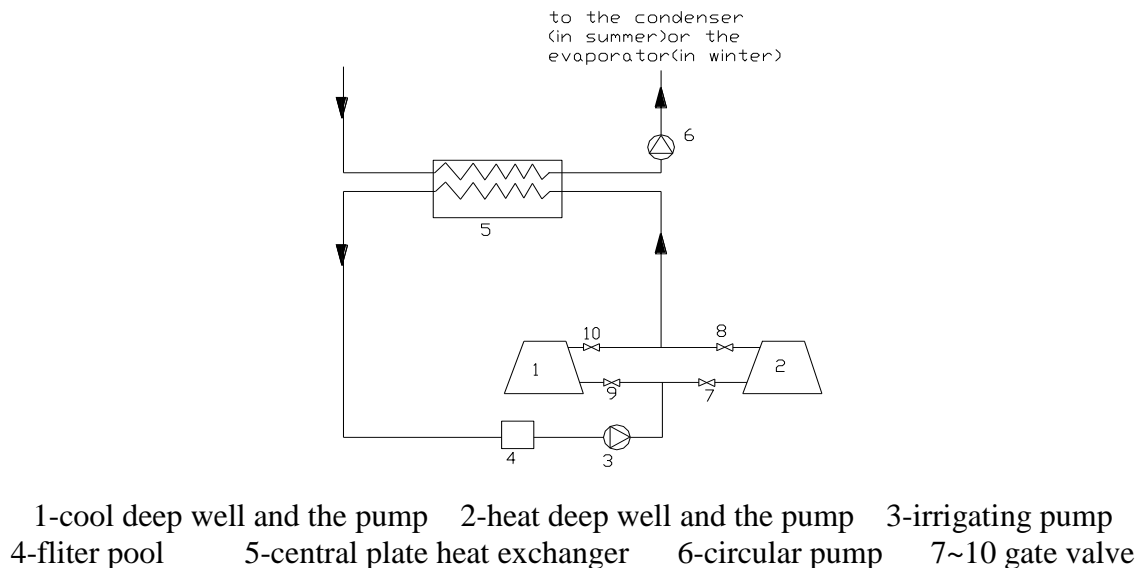 to the condenser
(in summer)or the
evaporator(in winter)
6
5
10
8
1
2
9
7
4
3
1-cool deep well and the pump 2-heat deep well and the pump 3-irrigating pump
4-fliter pool 5-central plate heat exchanger 6-circular pump 7~10 gate valve